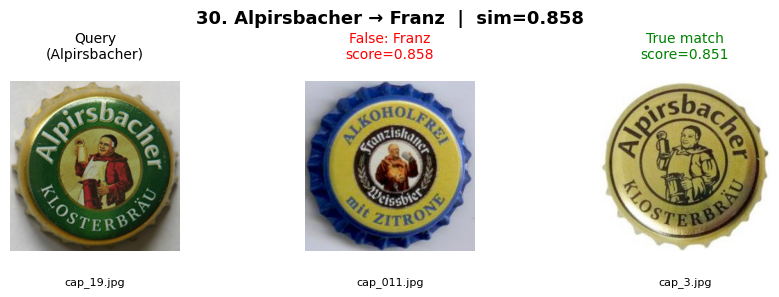 30. Alpirsbacher → Franz | sim=0.858
Query
(Alpirsbacher)
False: Franz
score=0.858
True match
score=0.851
Alpirsbacher
KLOSTERBRÄU
ALKOHOLFREI
Franziskaner
Weissbier
mit ZITRONE
Alpirsbacher
KLOSTERBRÄU
cap_19.jpg
cap_011.jpg
cap_3.jpg